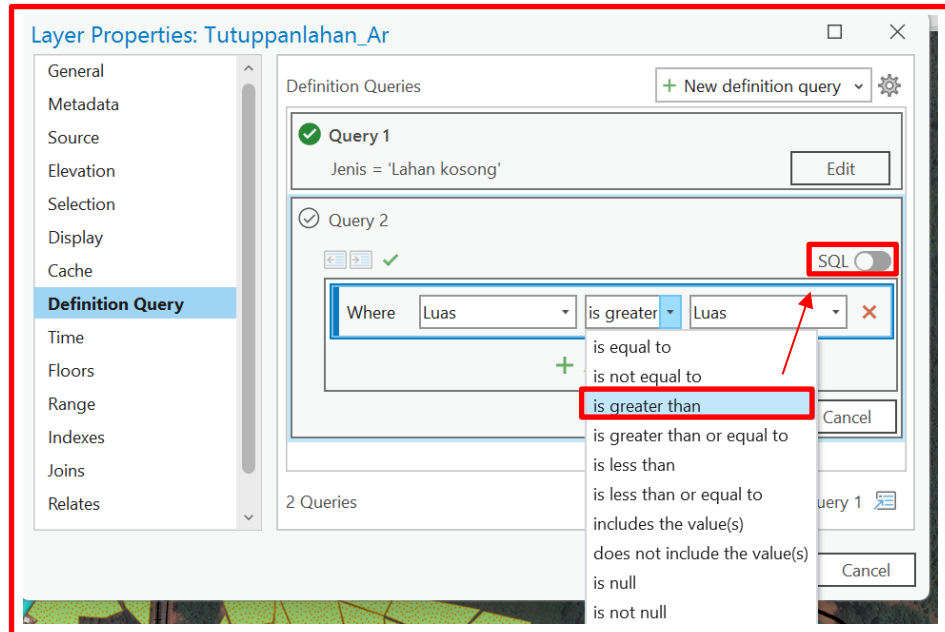 Layer Properties: Tutuppanlahan_Ar
General
Metadata
Source
Elevation
Selection
Display
Cache
Definition Query
Time
Floors
Range
Indexes
Joins
Relates
Definition Queries
+ New definition query
Query 1
Jenis = 'Lahan kosong'
Edit
Query 2
SQL
Where Luas is greater Luas
is equal to
is not equal to
is greater than
is greater than or equal to
is less than
is less than or equal to
includes the value(s)
does not include the value(s)
is null
is not null
Cancel
2 Queries
uery 1
Cancel